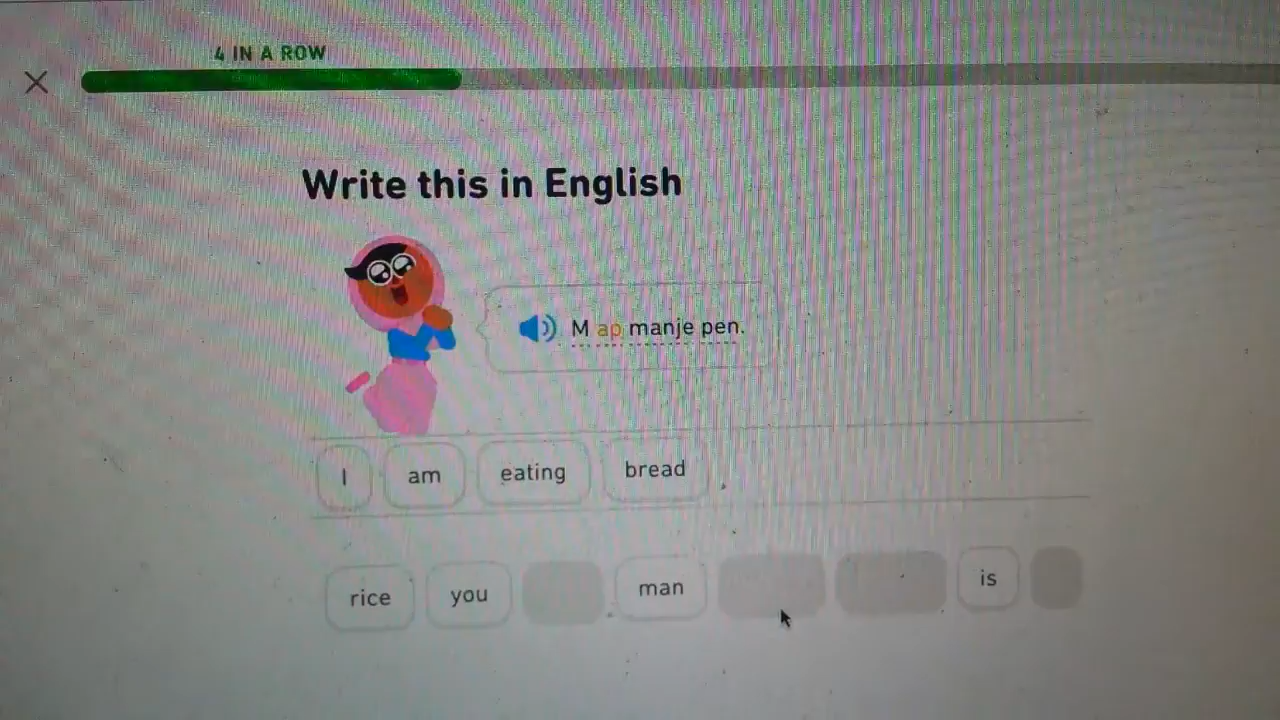 4 IN A ROW
Write this in English
M ap manje pen.
I am eating bread
rice you man is